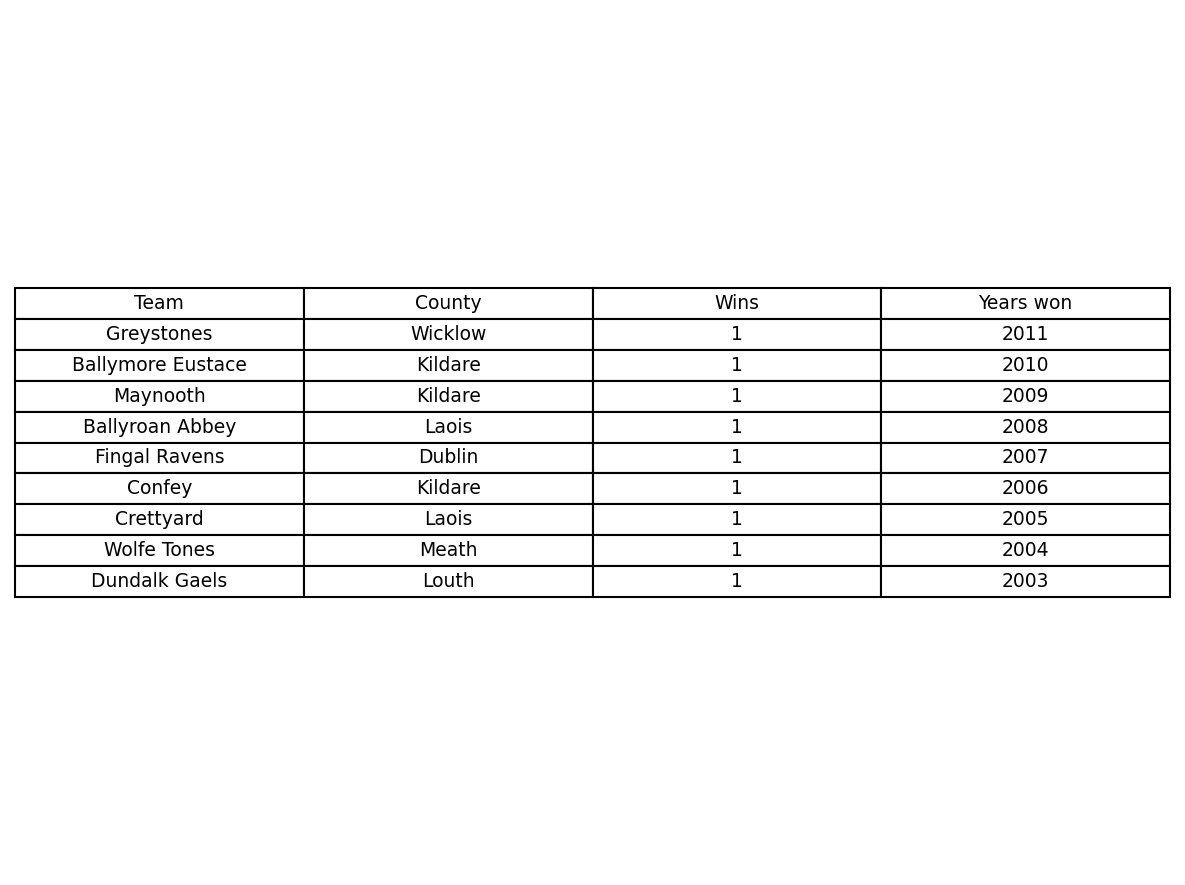 Team County Wins Years won
Greystones Wicklow 1 2011
Ballymore Eustace Kildare 1 2010
Maynooth Kildare 1 2009
Ballyroan Abbey Laois 1 2008
Fingal Ravens Dublin 1 2007
Confey Kildare 1 2006
Crettyard Laois 1 2005
Wolfe Tones Meath 1 2004
Dundalk Gaels Louth 1 2003